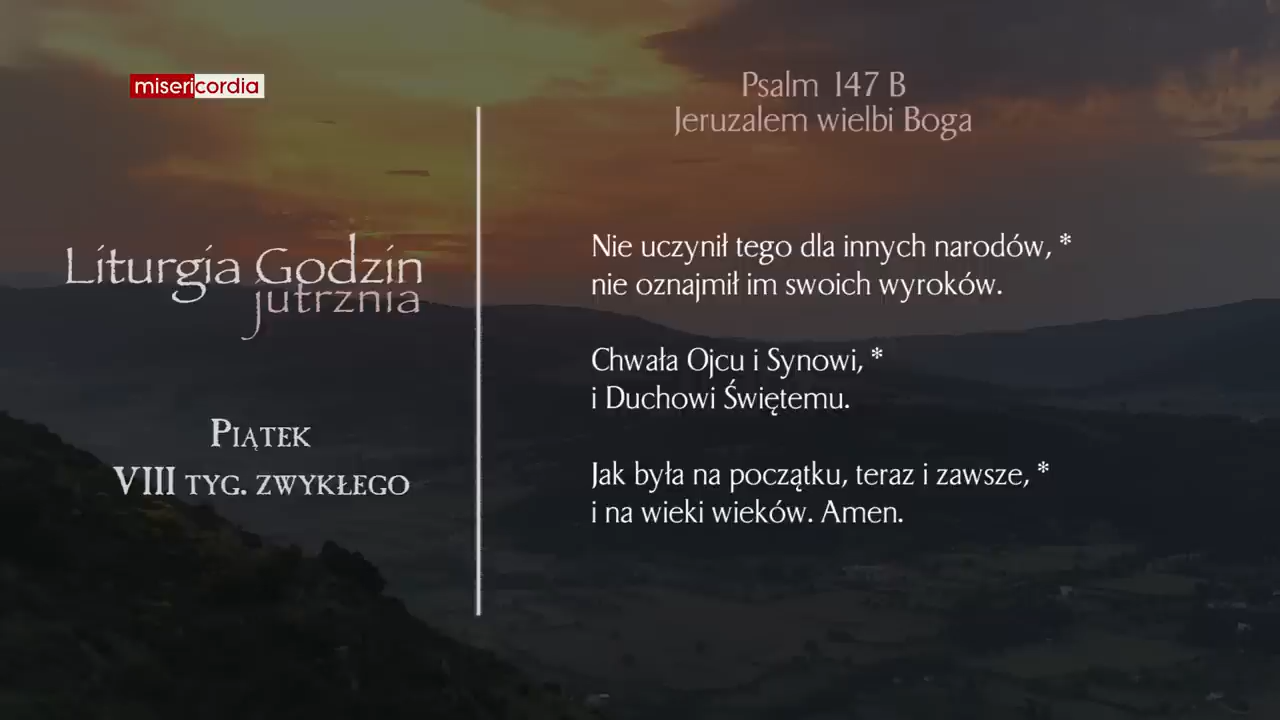 misericordia
Psalm 147 B
Jeruzalem wielbi Boga
Liturgia Godzin
jutrznia
Piątek
VIII tyg. zwykłego
Nie uczynił tego dla innych narodów, *
nie oznajmił im swoich wyroków.
Chwała Ojcu i Synowi, *
i Duchowi Świętemu.
Jak była na początku, teraz i zawsze, *
i na wieki wieków. Amen.